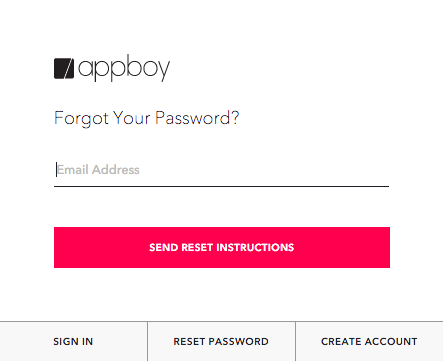 appboy
Forgot Your Password?
Email Address
SEND RESET INSTRUCTIONS
SIGN IN
RESET PASSWORD
CREATE ACCOUNT